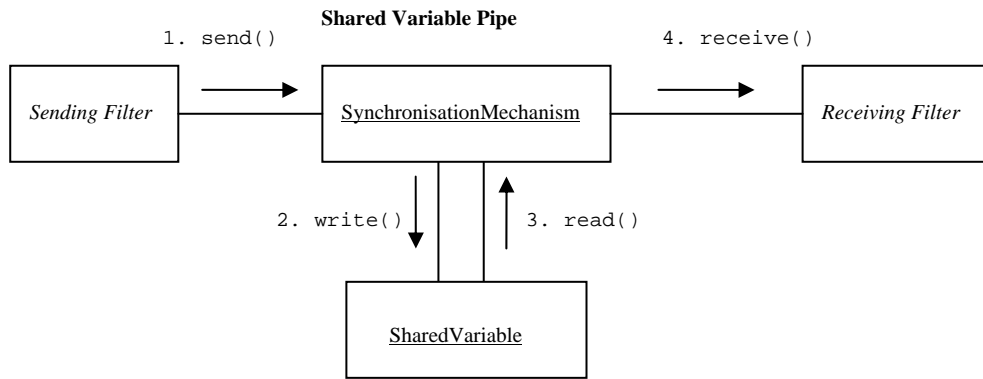 Shared Variable Pipe
1. send()
4. receive()
Sending Filter
SynchronisationMechanism
Receiving Filter
2. write()
3. read()
SharedVariable